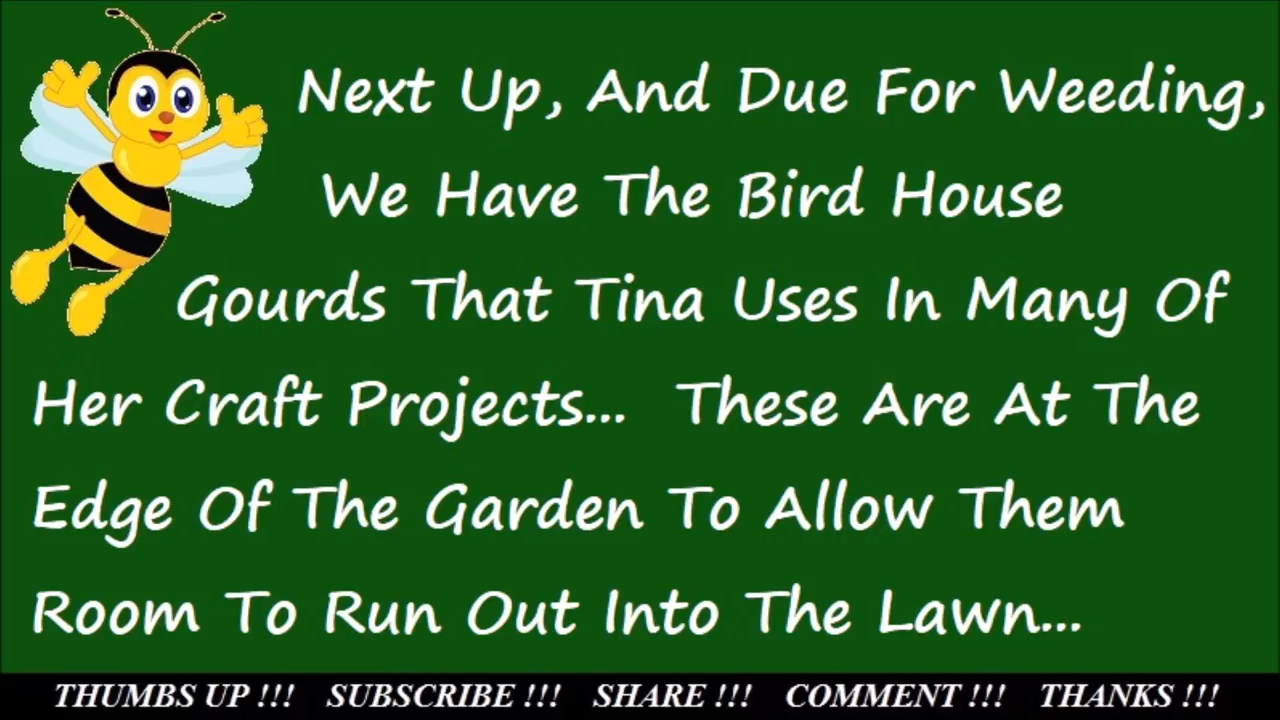 Next Up, And Due For Weeding,
We Have The Bird House
Gourds That Tina Uses In Many Of
Her Craft Projects... These Are At The
Edge Of The Garden To Allow Them
Room To Run Out Into The Lawn...
THUMBS UP !!! SUBSCRIBE !!! SHARE !!! COMMENT !!! THANKS !!!